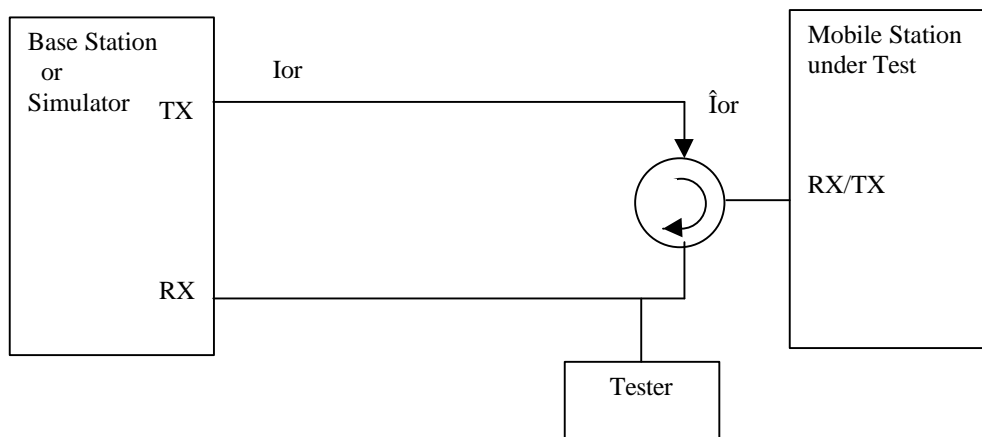 Base Station
or
Simulator
TX
RX
Ior
Îor
Mobile Station
under Test
RX/TX
Tester